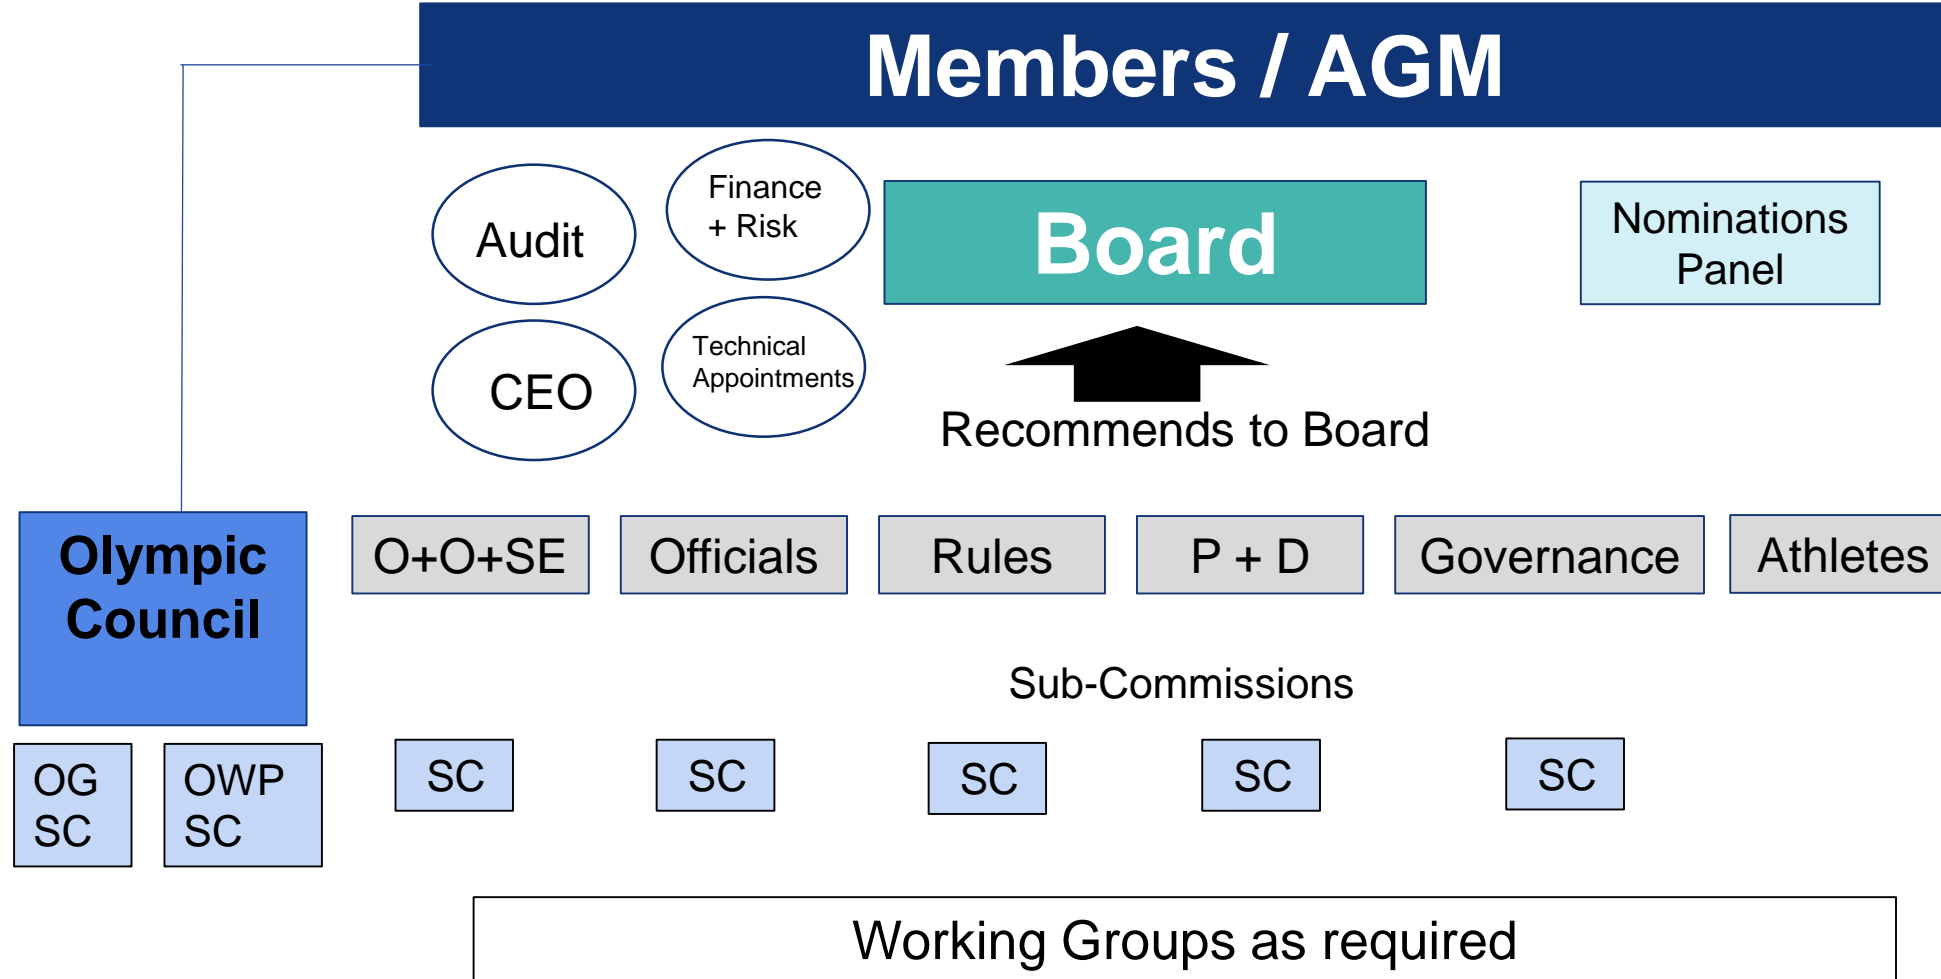 Members / AGM
Audit
Finance
+ Risk
Board
Nominations
Panel
CEO
Technical
Appointments
Recommends to Board
Olympic
Council
O+O+SE
Officials
Rules
P + D
Governance
Athletes
Sub-Commissions
OG
SC
OWP
SC
SC
SC
SC
SC
SC
Working Groups as required